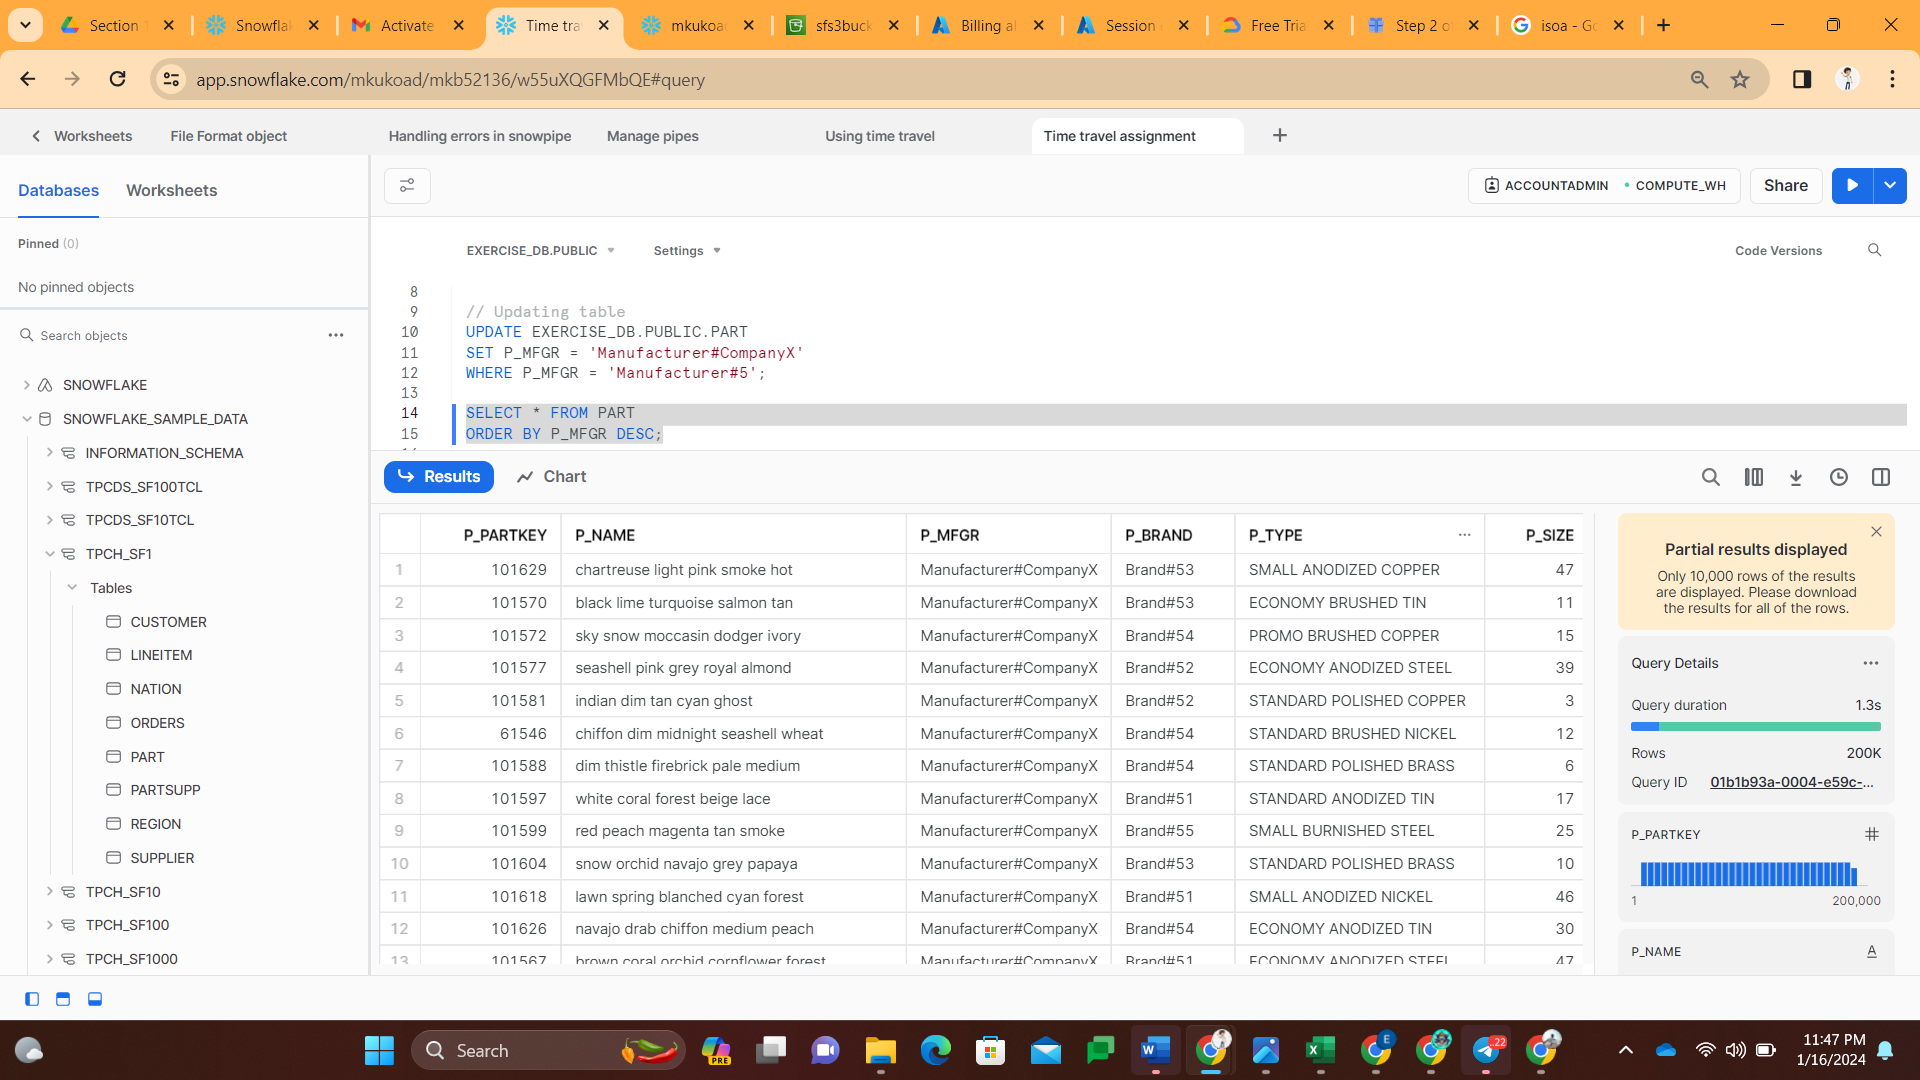 Section
Snowflak
Activate
Time tra
mkukoad
sfs3buck
Billing al
Session
Free Tria
Step 2 o
isoa - Go
app.snowflake.com/mkukoad/mkb52136/w55uXQGFMbQE#query
Worksheets
File Format object
Handling errors in snowpipe
Manage pipes
Using time travel
Time travel assignment
Databases
Worksheets
ACCOUNTADMIN
COMPUTE_WH
Share
Pinned (0)
No pinned objects
Search objects
SNOWFLAKE
SNOWFLAKE_SAMPLE_DATA
INFORMATION_SCHEMA
TPCDS_SF100TCL
TPCDS_SF10TCL
TPCH_SF1
Tables
CUSTOMER
LINEITEM
NATION
ORDERS
PART
PARTSUPP
REGION
SUPPLIER
TPCH_SF10
TPCH_SF100
TPCH_SF1000
EXERCISE_DB.PUBLIC
Settings
Code Versions
8
9 // Updating table
10 UPDATE EXERCISE_DB.PUBLIC.PART
11 SET P_MFGR = 'Manufacturer#CompanyX'
12 WHERE P_MFGR = 'Manufacturer#5';
13
14 SELECT * FROM PART
15 ORDER BY P_MFGR DESC;
Results
Chart
P_PARTKEY P_NAME P_MFGR P_BRAND P_TYPE ... P_SIZE
1 101629 chartreuse light pink smoke hot Manufacturer#CompanyX Brand#53 SMALL ANODIZED COPPER 47
2 101570 black lime turquoise salmon tan Manufacturer#CompanyX Brand#53 ECONOMY BRUSHED TIN 11
3 101572 sky snow moccasin dodger ivory Manufacturer#CompanyX Brand#54 PROMO BRUSHED COPPER 15
4 101577 seashell pink grey royal almond Manufacturer#CompanyX Brand#52 ECONOMY ANODIZED STEEL 39
5 101581 indian dim tan cyan ghost Manufacturer#CompanyX Brand#52 STANDARD POLISHED COPPER 3
6 61546 chiffon dim midnight seashell wheat Manufacturer#CompanyX Brand#54 STANDARD BRUSHED NICKEL 12
7 101588 dim thistle firebrick pale medium Manufacturer#CompanyX Brand#54 STANDARD POLISHED BRASS 6
8 101597 white coral forest beige lace Manufacturer#CompanyX Brand#51 STANDARD ANODIZED TIN 17
9 101599 red peach magenta tan smoke Manufacturer#CompanyX Brand#55 SMALL BURNISHED STEEL 25
10 101604 snow orchid navajo grey papaya Manufacturer#CompanyX Brand#53 STANDARD POLISHED BRASS 10
11 101618 lawn spring blanched cyan forest Manufacturer#CompanyX Brand#51 SMALL ANODIZED NICKEL 46
12 101626 navajo drab chiffon medium peach Manufacturer#CompanyX Brand#54 ECONOMY ANODIZED TIN 30
13 101567 brown coral orchid cornflower forest Manufacturer#CompanyX Brand#51 ECONOMY ANODIZED STEEL 47
Partial results displayed
Only 10,000 rows of the results
are displayed. Please download
the results for all of the rows.
Query Details
Query duration 1.3s
Rows 200K
Query ID 01b1b93a-0004-e59c-...
P_PARTKEY
1 200,000
P_NAME
A
Search
PRE
W
X
E
22
11:47 PM
1/16/2024